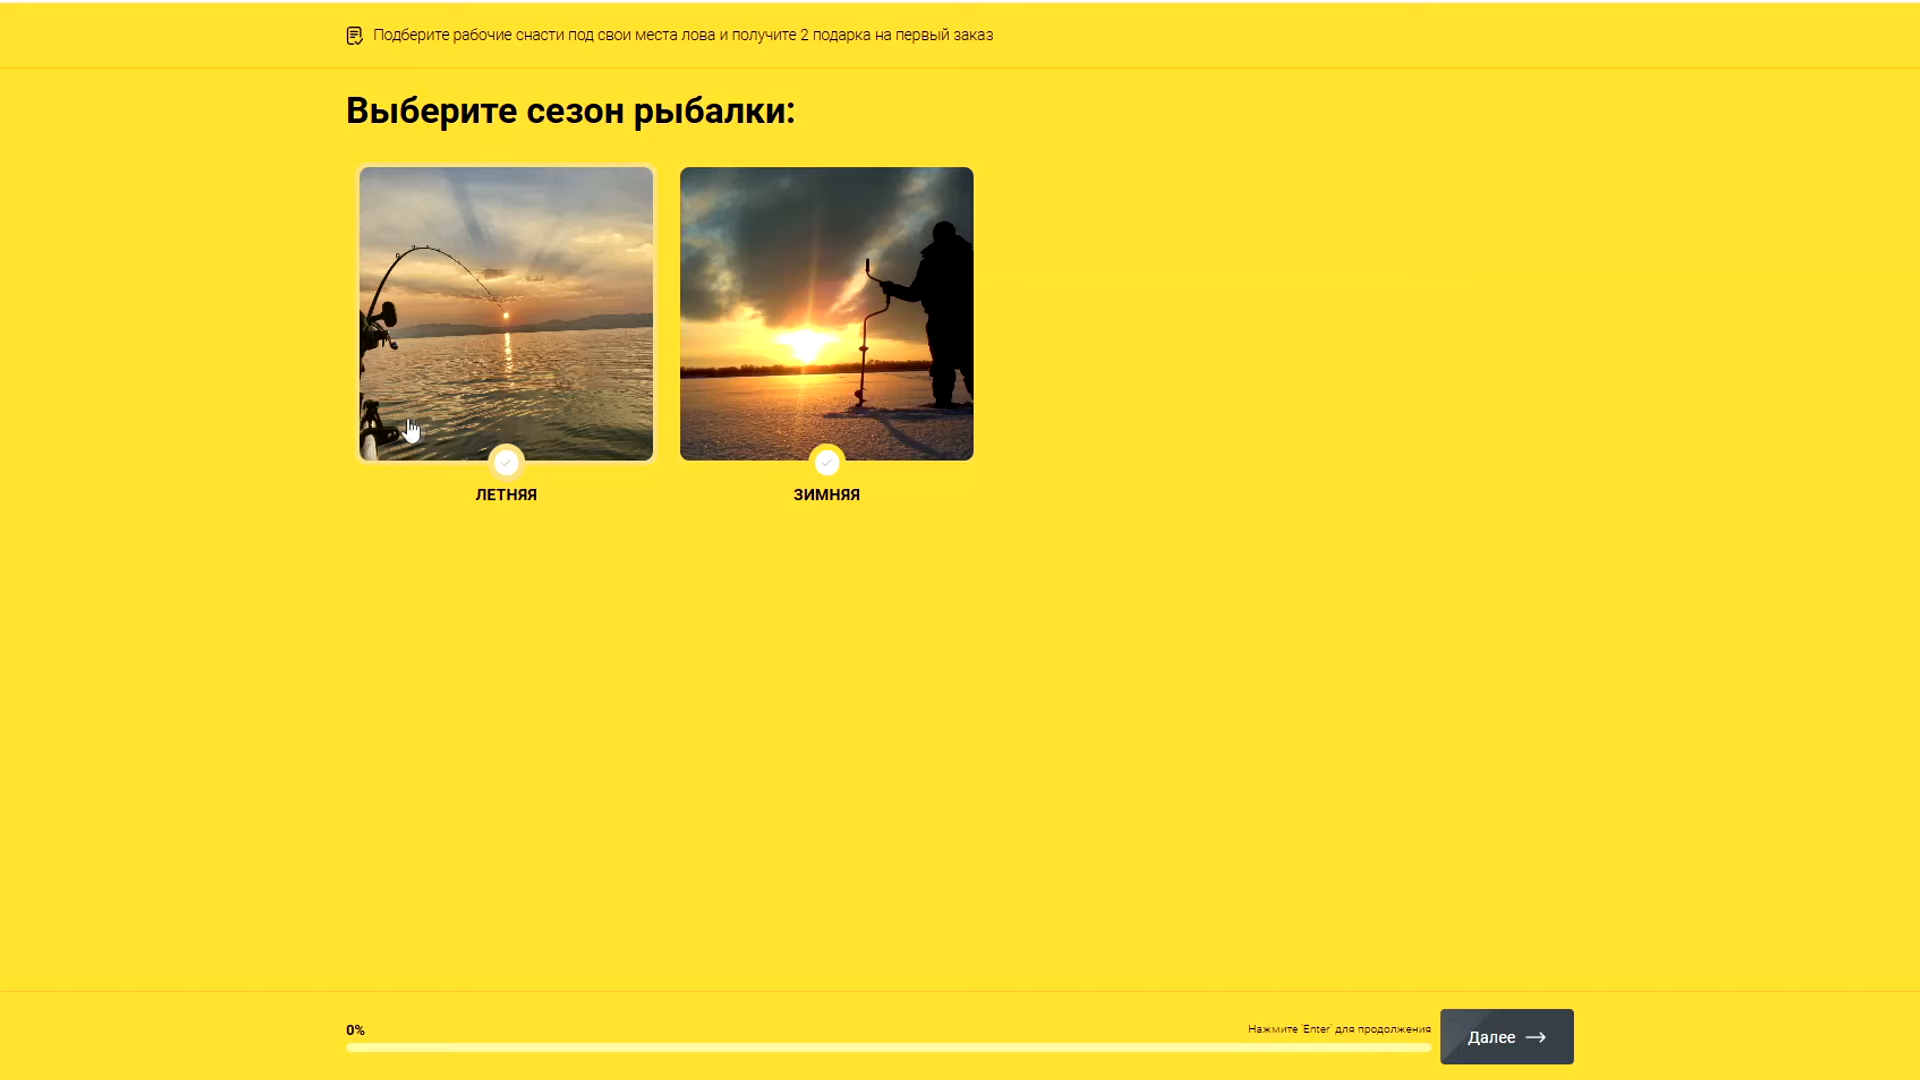 Подберите рабочие снасти под свои места лова и получите 2 подарка на первый заказ
Выберите сезон рыбалки:
ЛЕТНЯЯ
ЗИМНЯЯ
0%
Нажмите 'Enter' для продолжения
Далее